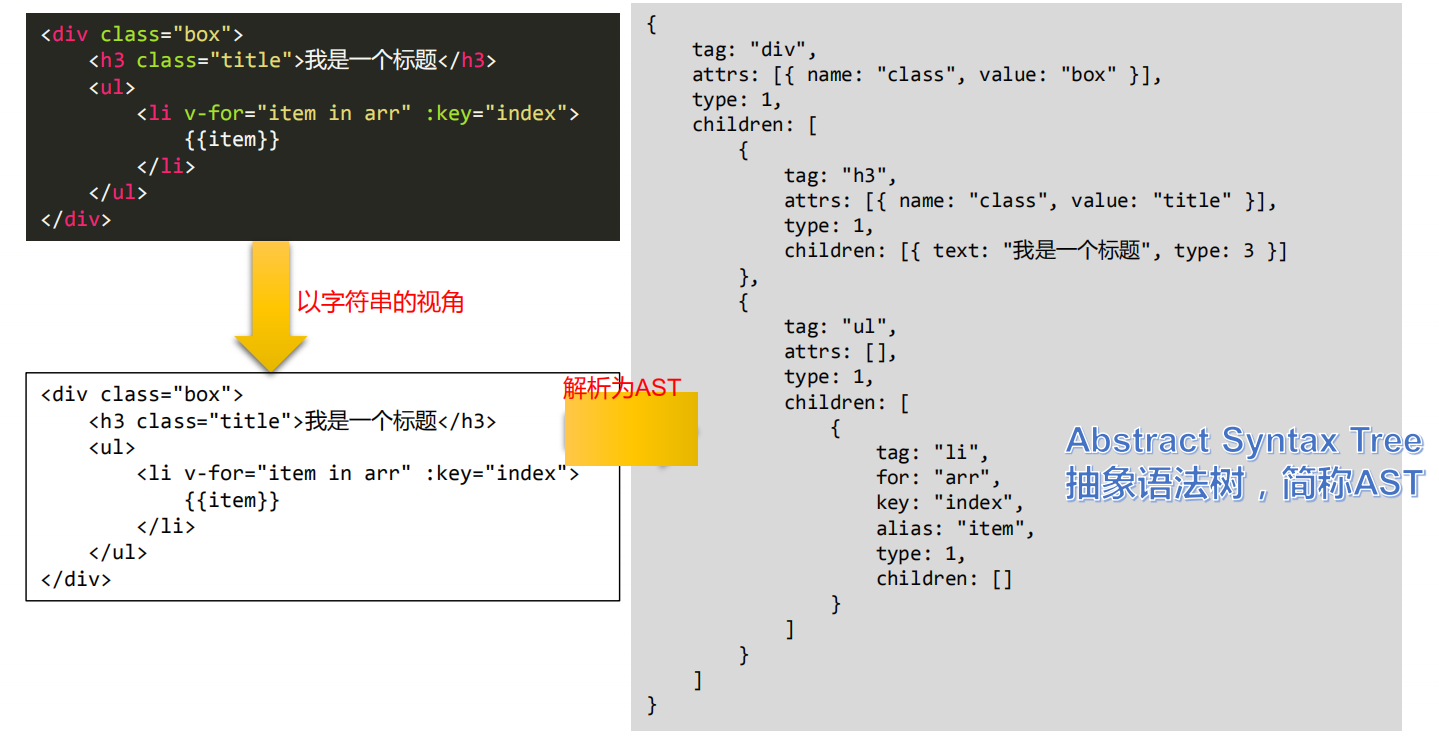 <div class="box">
    <h3 class="title">我是一个标题</h3>
    <ul>
        <li v-for="item in arr" :key="index">
            {{item}}
        </li>
    </ul>
</div>
以字符串的视角
<div class="box">
    <h3 class="title">我是一个标题</h3>
    <ul>
        <li v-for="item in arr" :key="index">
            {{item}}
        </li>
    </ul>
</div>
解析为AST
{
    tag: "div",
    attrs: [{ name: "class", value: "box" }],
    type: 1,
    children: [
        {
            tag: "h3",
            attrs: [{ name: "class", value: "title" }],
            type: 1,
            children: [{ text: "我是一个标题", type: 3 }]
        },
        {
            tag: "ul",
            attrs: [],
            type: 1,
            children: [
                {
                    tag: "li",
                    for: "arr",
                    key: "index",
                    alias: "item",
                    type: 1,
                    children: []
                }
            ]
        }
    ]
}
Abstract Syntax Tree
抽象语法树，简称AST